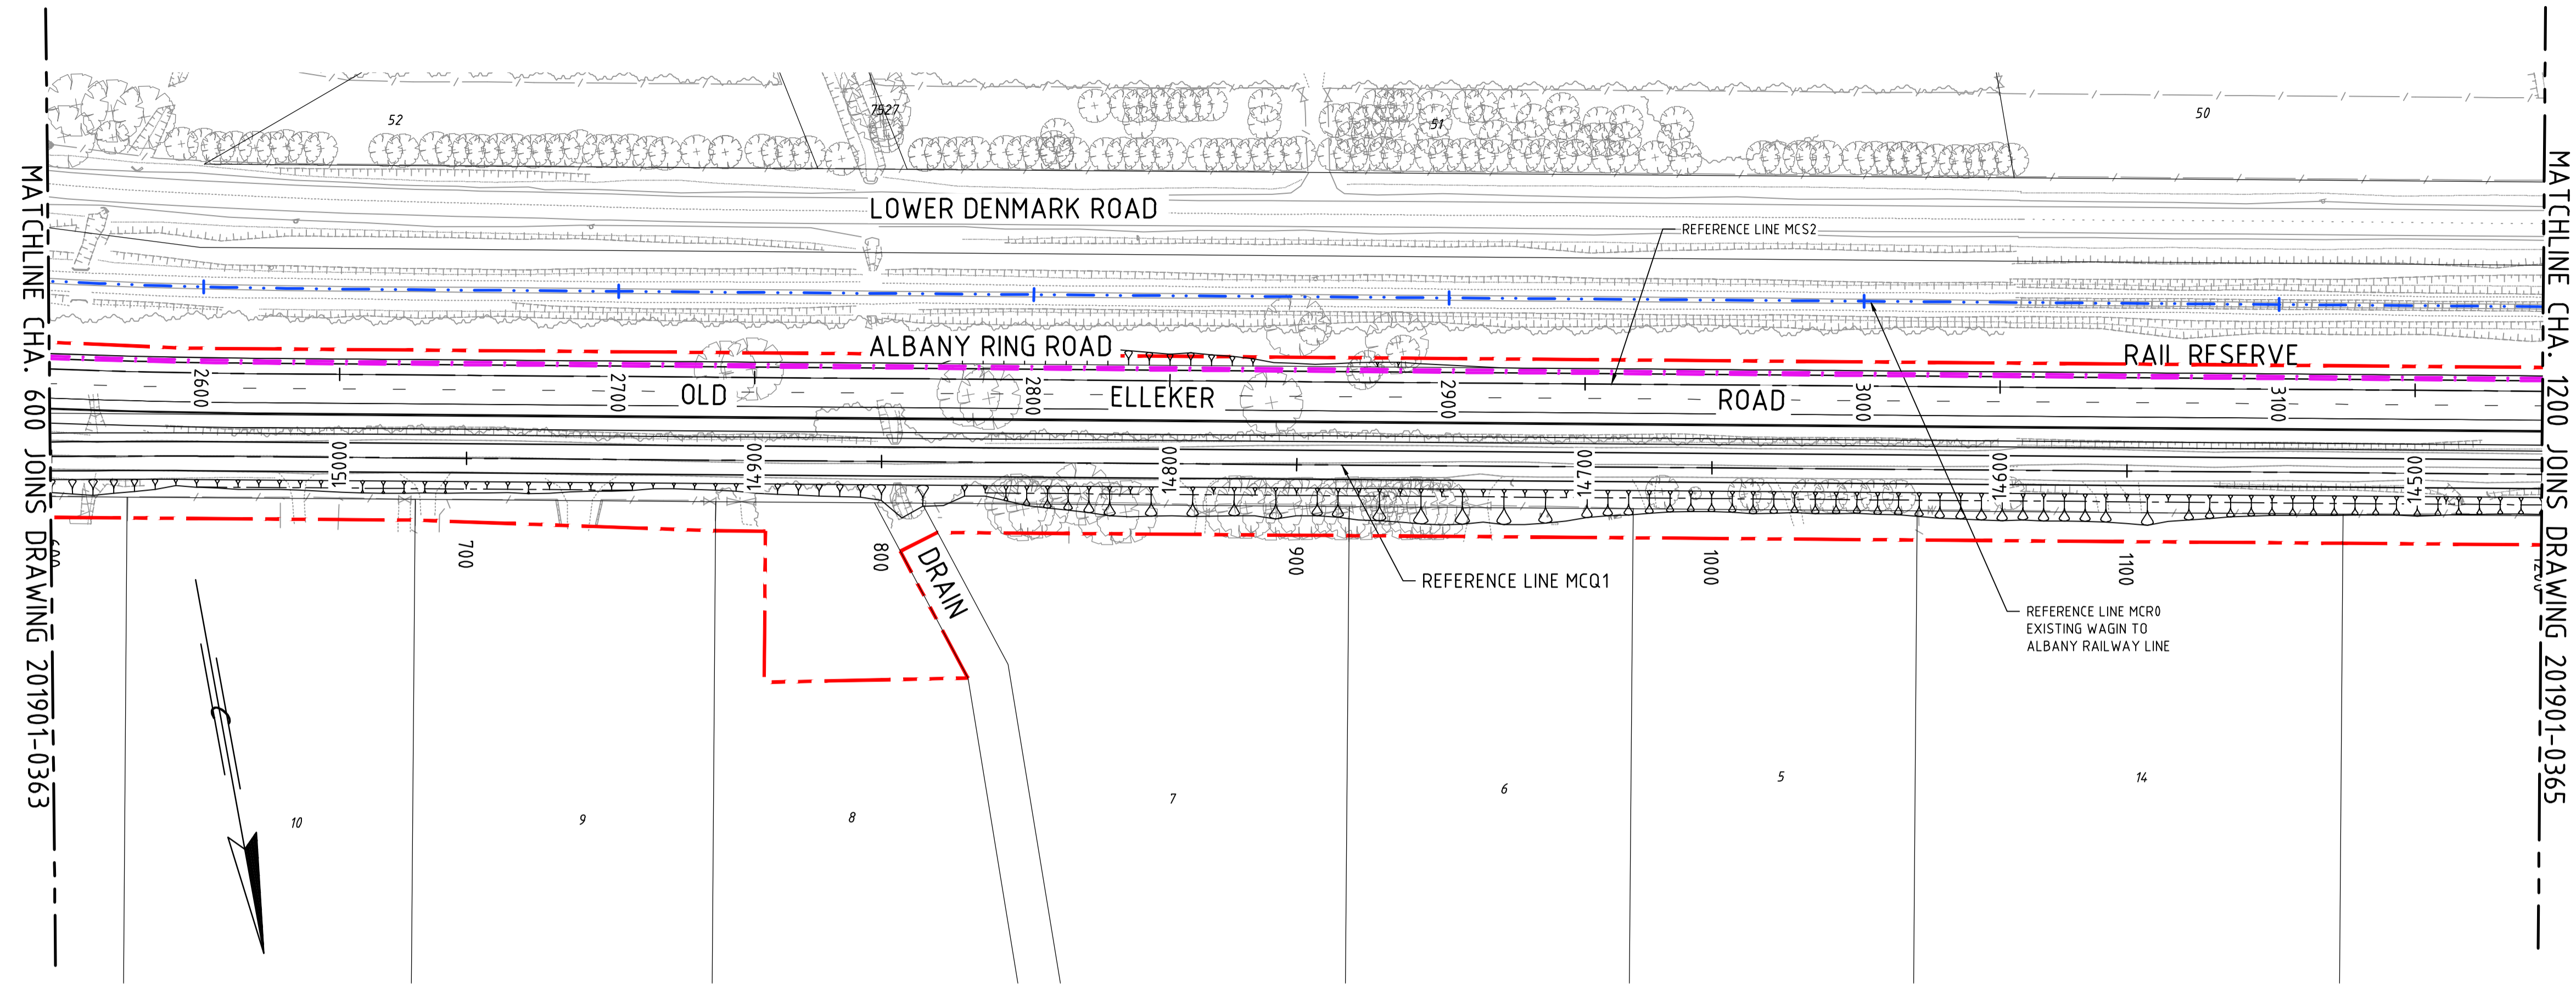 MATCHLINE CHA. 600 JOINS DRAWING 201901-0363
52
7527
51
50
LOWER DENMARK ROAD
REFERENCE LINE MCS2
ALBANY RING ROAD
RAIL RESERVE
2600
2700
2800
2900
3000
3100
OLD ELLEKER ROAD
15000
14900
14800
14700
14600
14500
600
700
800
900
1000
1100
1200
DRAIN
REFERENCE LINE MCQ1
REFERENCE LINE MCR0
EXISTING WAGIN TO
ALBANY RAILWAY LINE
10
9
8
7
6
5
14
MATCHLINE CHA. 1200 JOINS DRAWING 201901-0365